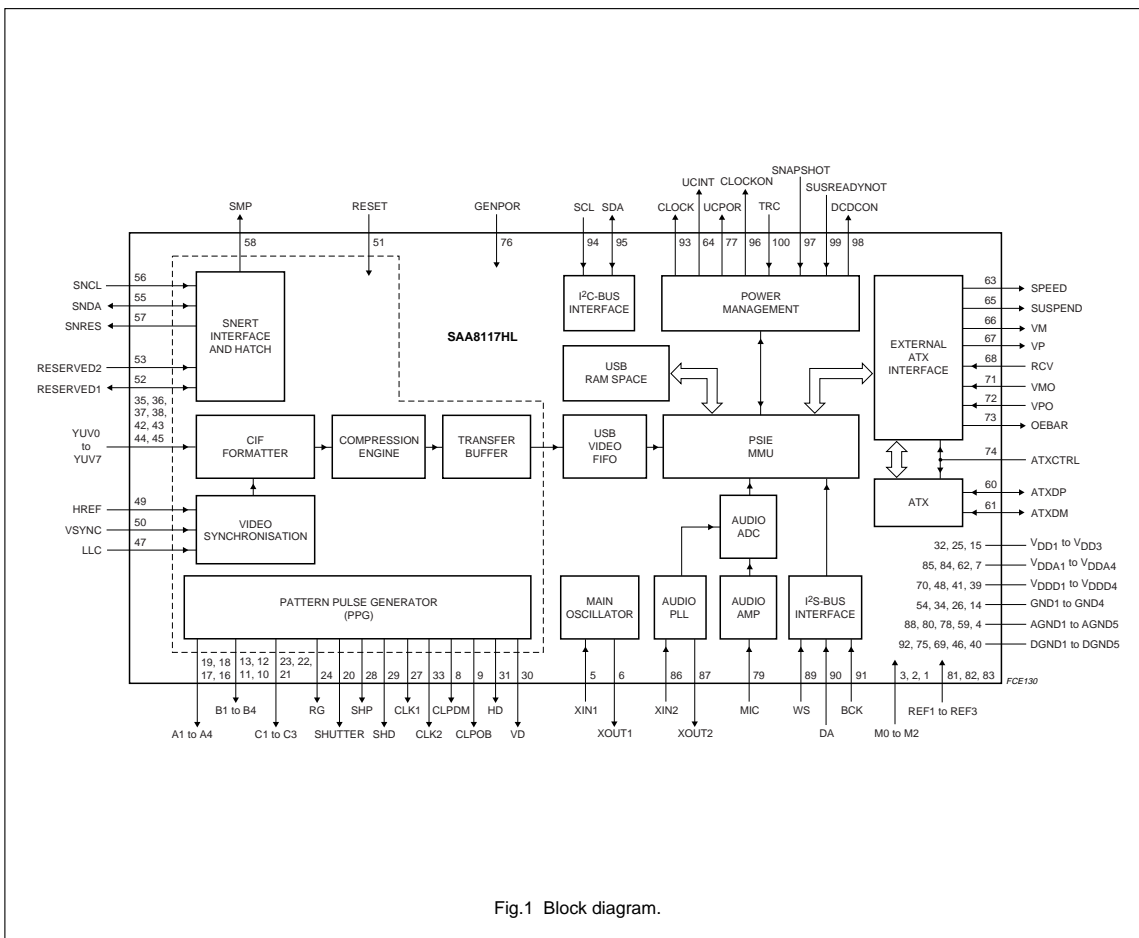 SNAPSHOT
UCINT CLOCKON
SUSREADYNOT
SMP RESET GENPOR SCL SDA CLOCK UCPOR TRC DCDCON
58 51 76 94 95 93 64 77 96 100 97 99 98
SNCL 56
SNDA 55
SNRES 57
RESERVED2 53
RESERVED1 52
SNERT
INTERFACE
AND HATCH
SAA8117HL
I²C-BUS
INTERFACE
POWER
MANAGEMENT
USB
RAM SPACE
EXTERNAL
ATX
INTERFACE
63 SPEED
65 SUSPEND
66 VM
67 VP
68 RCV
71 VMO
72 VPO
73 OEBAR
74 ATXCTRL
60 ATXDP
61 ATXDM
ATX
35, 36,
37, 38,
42, 43
44, 45
YUV0
to
YUV7
CIF
FORMATTER
COMPRESSION
ENGINE
TRANSFER
BUFFER
USB
VIDEO
FIFO
PSIE
MMU
HREF 49
VSYNC 50
LLC 47
VIDEO
SYNCHRONISATION
AUDIO
ADC
PATTERN PULSE GENERATOR
(PPG)
MAIN
OSCILLATOR
AUDIO
PLL
AUDIO
AMP
I²S-BUS
INTERFACE
32, 25, 15 VDD1 to VDD3
85, 84, 62, 7 VDDA1 to VDDA4
70, 48, 41, 39 VDDD1 to VDDD4
54, 34, 26, 14 GND1 to GND4
88, 80, 78, 59, 4 AGND1 to AGND5
92, 75, 69, 46, 40 DGND1 to DGND5
19, 18 13, 12 23, 22,
17, 16 11, 10 21 24 20 28 29 27 33 8 9 31 30 5 6 86 87 79 89 90 91 3, 2, 1 81, 82, 83
FCE130
B1 to B4 RG SHP CLK1 CLPDM HD XIN1 XIN2 MIC WS BCK REF1 to REF3
A1 to A4 C1 to C3 SHUTTER SHD CLK2 CLPOB VD XOUT1 XOUT2 DA M0 to M2
Fig.1 Block diagram.